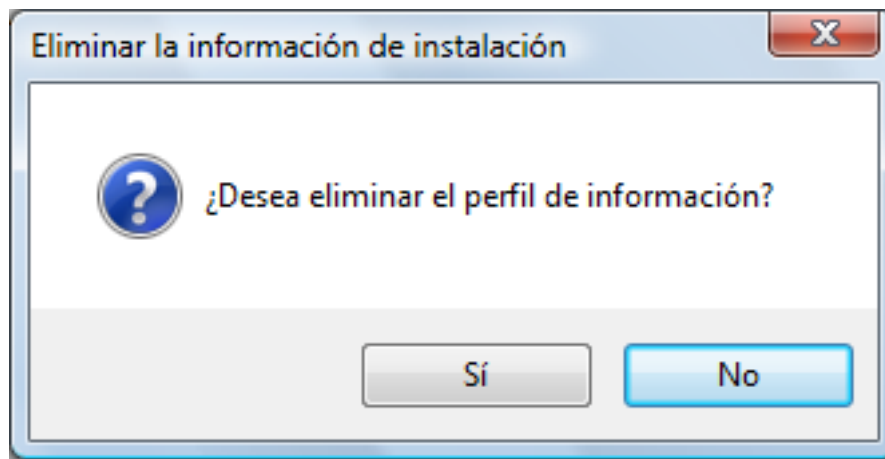 Eliminar la información de instalación
¿Desea eliminar el perfil de información?
Sí
No